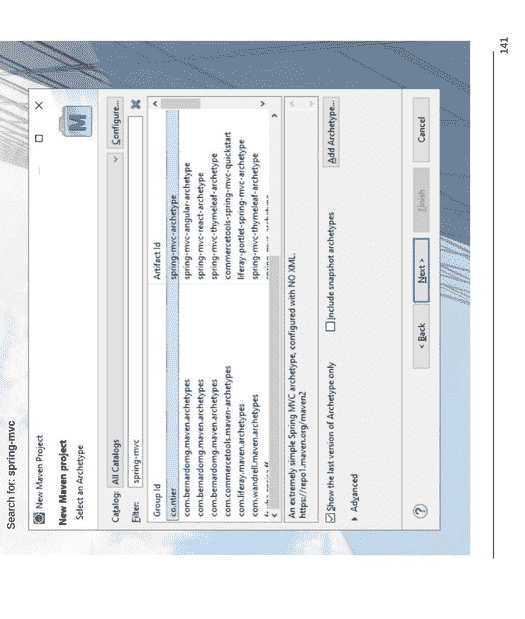 Search for: spring-mvc
New Maven Project
New Maven project
Select an Archetype
Catalog: All Catalogs
Configure...
Filter: spring-mvc
Group Id Artifact Id
co.ntier spring-mvc-archetype
com.bernardomg.maven.archetypes spring-mvc-angular-archetype
com.bernardomg.maven.archetypes spring-mvc-react-archetype
com.bernardomg.maven.archetypes spring-mvc-thymeleaf-archetype
com.commercetools.maven-archetypes commercetools-spring-mvc-quickstart
com.liferay.maven.archetypes liferay-portlet-spring-mvc-archetype
com.wandrell.maven.archetypes spring-mvc-thymeleaf-archetype
An extremely simple Spring MVC archetype, configured with NO XML.
https://repo1.maven.org/maven2
Show the last version of Archetype only Include snapshot archetypes Add Archetype...
Advanced
? < Back Next > Finish Cancel
141